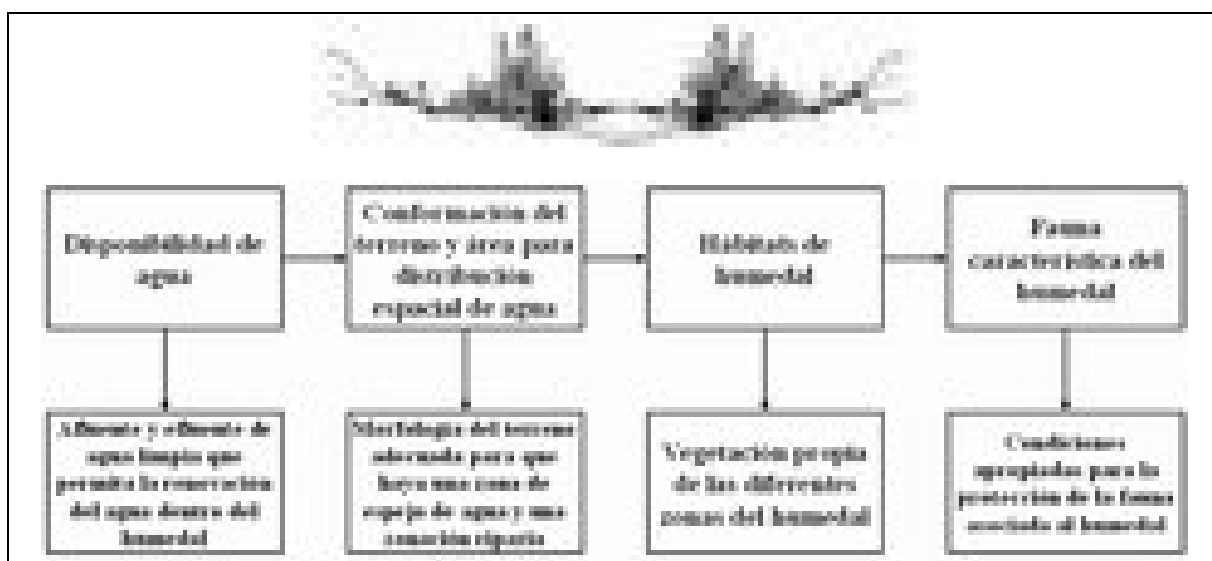 Disponibilidad de
agua
Conformación del
terreno y área para
distribución
espacial de agua
Hábitats de
humedal
Fauna
característica del
humedal
Afluente y efluente de
agua limpia que
permita la renovación
del agua dentro del
humedal
Morfología del terreno
adecuada para que
haya una zona de
espejo de agua y una
zonación riparia
Vegetación propia
de las diferentes
zonas del humedal
Condiciones
apropiadas para la
protección de la fauna
asociada al humedal